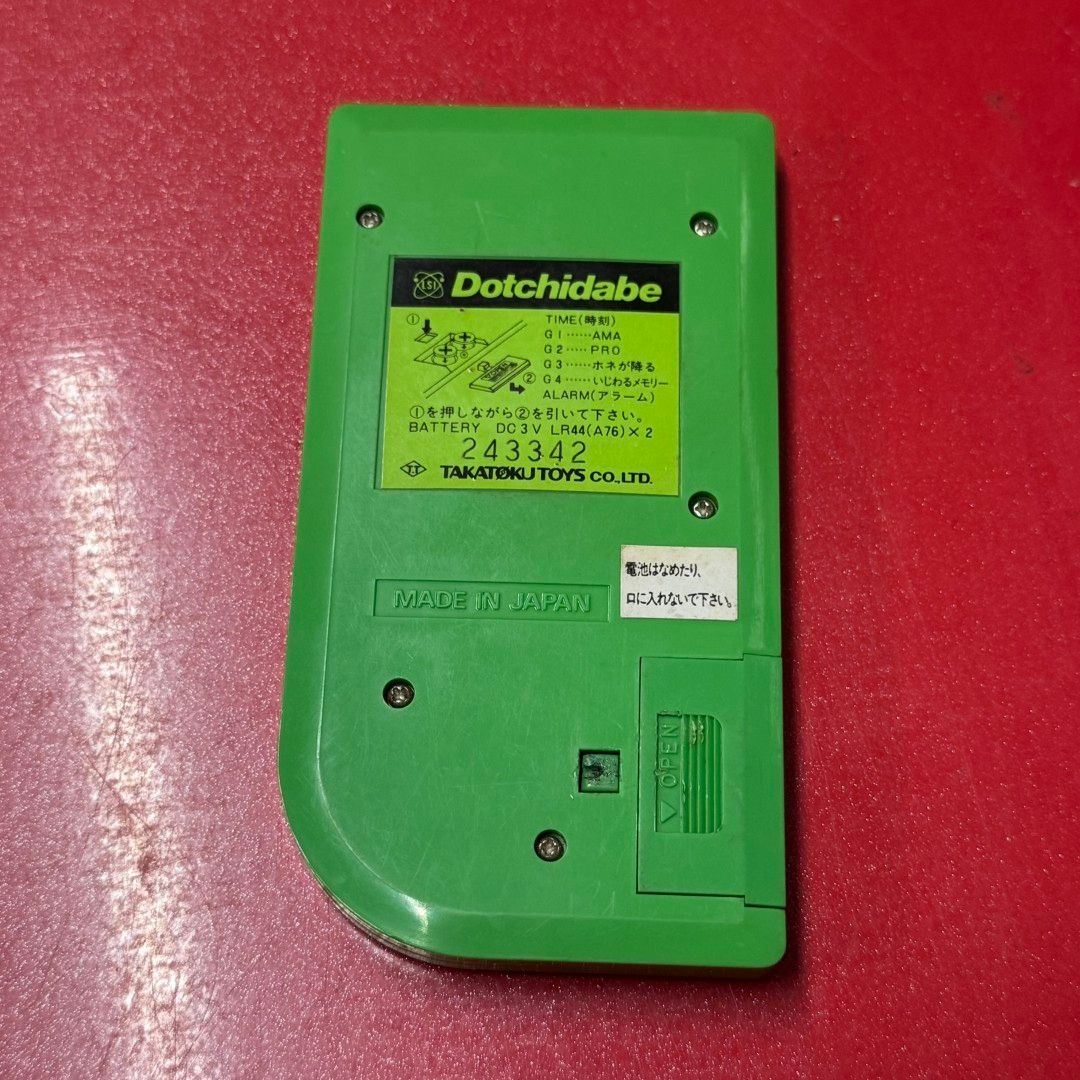 LSI Dotchidabe
① ②
TIME(時刻)
G1……AMA
G2……PRO
G3……ホネが降る
G4……いじわるメモリー
ALARM(アラーム)
①を押しながら②を引いて下さい。
BATTERY DC3V LR44(A76)×2
243342
TT TAKATOKU TOYS CO.,LTD.
電池はなめたり、
口に入れないで下さい。
MADE IN JAPAN
▽ OPEN